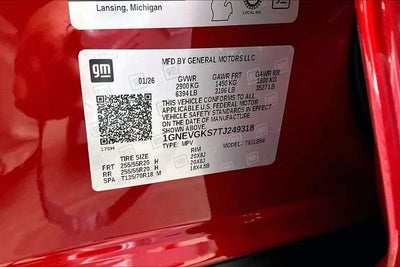 Lansing, Michigan
LOCAL
gm
MFD BY GENERAL MOTORS LLC
01/26 GVWR GAWR FRT GAWR RR
2900 KG 1450 KG 1600 KG
6394 LB 3196 LB 3527 LB
THIS VEHICLE CONFORMS TO ALL
APPLICABLE U.S. FEDERAL MOTOR
VEHICLE SAFETY STANDARDS IN EFFECT
ON THE DATE OF MANUFACTURE
SHOWN ABOVE.
1GNEVGKS7TJ249318
TYPE: MPV MODEL:
TIRE SIZE RIM
FRT 255/55R20 H 20X8J
RR 255/55R20 H 20X8J
SPA T135/70R18 M 18X4.5B